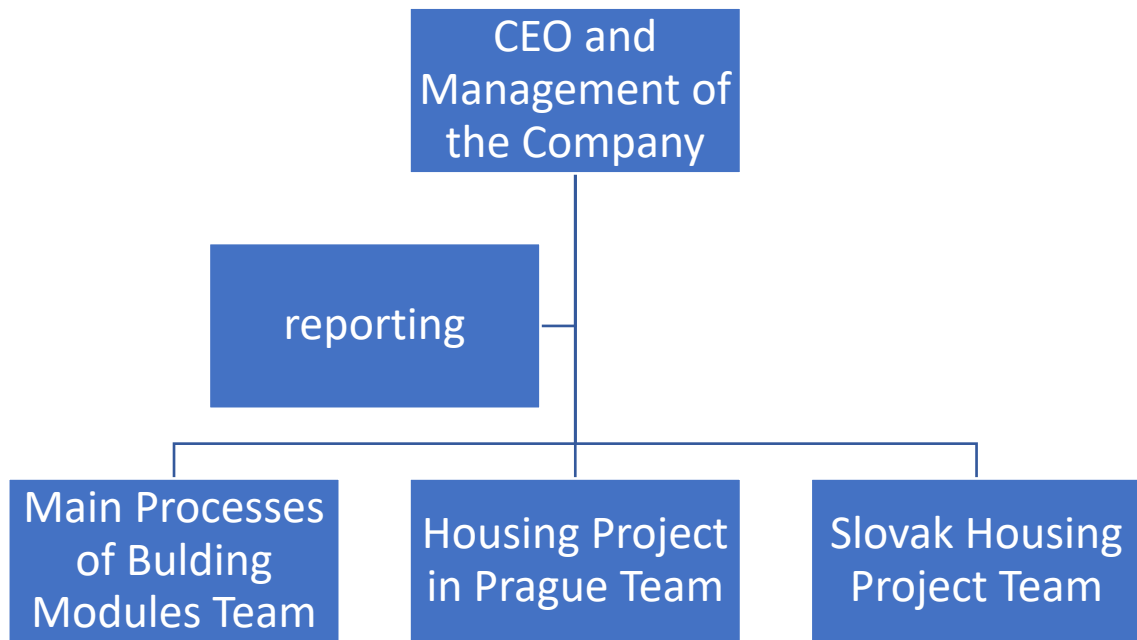 CEO and
Management of
the Company
reporting
Main Processes
of Bulding
Modules Team
Housing Project
in Prague Team
Slovak Housing
Project Team